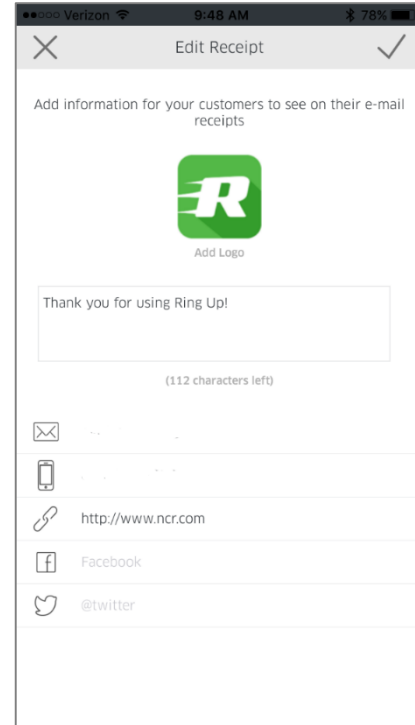 Verizon 9:48 AM 78%
Edit Receipt
Add information for your customers to see on their e-mail
receipts
R
Add Logo
Thank you for using Ring Up!
(112 characters left)
http://www.ncr.com
f Facebook
@twitter